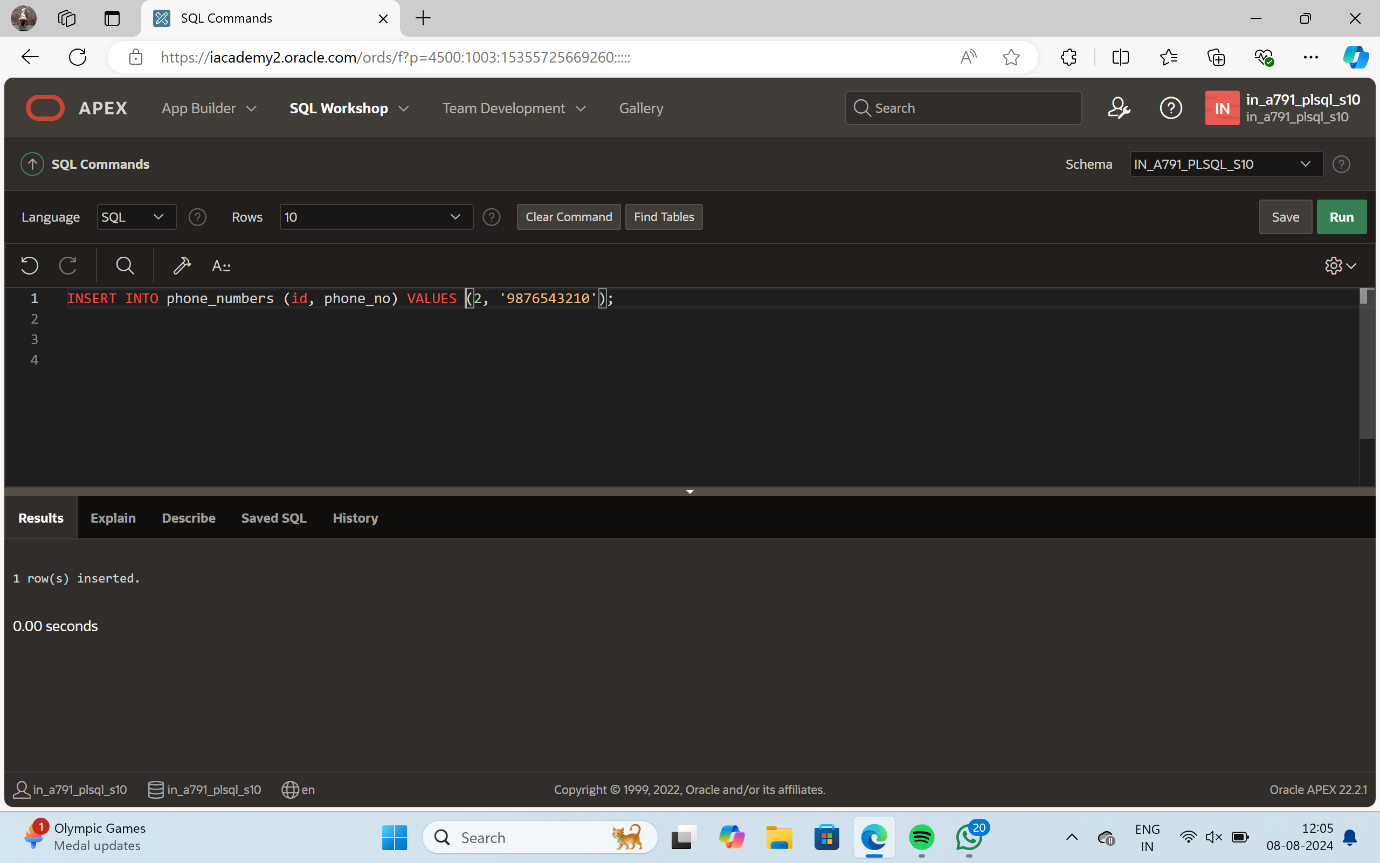 SQL Commands
https://iacademy2.oracle.com/ords/f?p=4500:1003:15355725669260:::::
APEX App Builder SQL Workshop Team Development Gallery Search IN in_a791_plsql_s10
in_a791_plsql_s10
SQL Commands Schema IN_A791_PLSQL_S10
Language SQL Rows 10 Clear Command Find Tables Save Run
1 INSERT INTO phone_numbers (id, phone_no) VALUES (2, '9876543210');
2
3
4
Results Explain Describe Saved SQL History
1 row(s) inserted.
0.00 seconds
in_a791_plsql_s10 in_a791_plsql_s10 en Copyright © 1999, 2022, Oracle and/or its affiliates. Oracle APEX 22.2.1
1 Olympic Games
Medal updates
Search
20
ENG
IN
12:05
08-08-2024